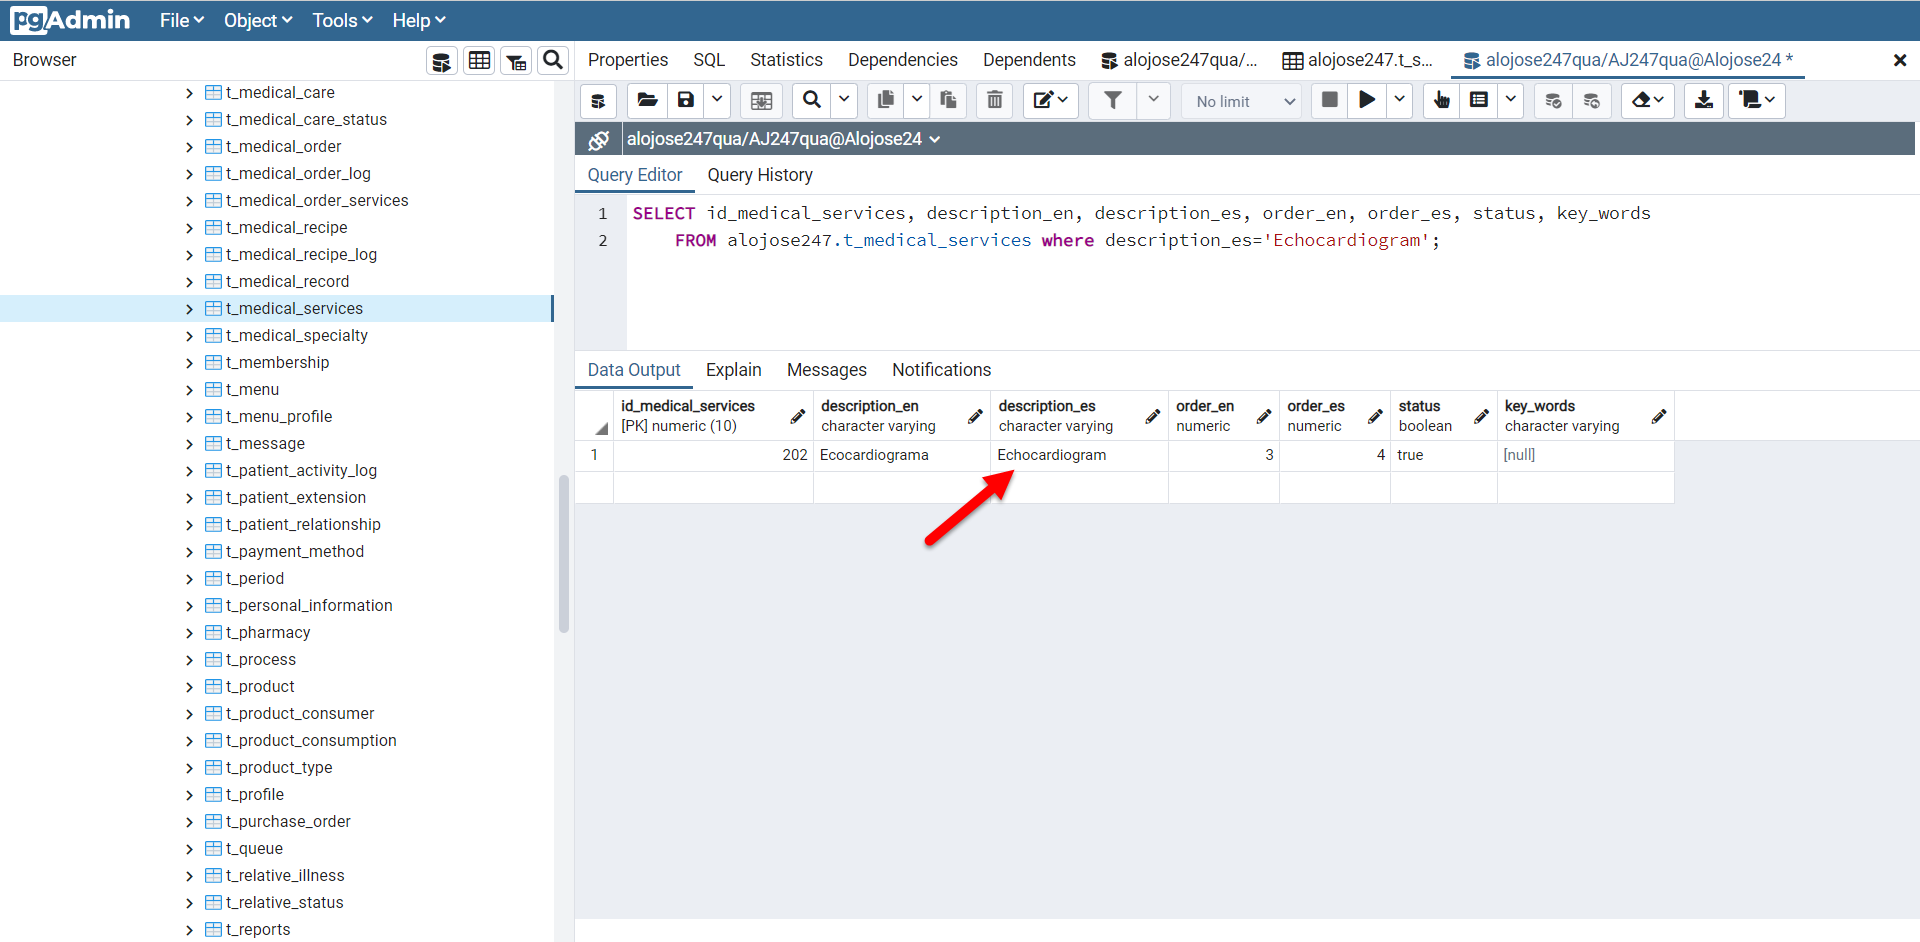 pgAdmin File Object Tools Help
Browser
Properties SQL Statistics Dependencies Dependents alojose247qua/... alojose247.t_s... alojose247qua/AJ247qua@Alojose24 *
No limit
alojose247qua/AJ247qua@Alojose24
Query Editor Query History
1 SELECT id_medical_services, description_en, description_es, order_en, order_es, status, key_words
2 FROM alojose247.t_medical_services where description_es='Echocardiogram';
Data Output Explain Messages Notifications
id_medical_services description_en description_es order_en order_es status key_words
[PK] numeric (10) character varying character varying numeric numeric boolean character varying
1 202 Ecocardiograma Echocardiogram 3 4 true [null]
t_medical_care
t_medical_care_status
t_medical_order
t_medical_order_log
t_medical_order_services
t_medical_recipe
t_medical_recipe_log
t_medical_record
t_medical_services
t_medical_specialty
t_membership
t_menu
t_menu_profile
t_message
t_patient_activity_log
t_patient_extension
t_patient_relationship
t_payment_method
t_period
t_personal_information
t_pharmacy
t_process
t_product
t_product_consumer
t_product_consumption
t_product_type
t_profile
t_purchase_order
t_queue
t_relative_illness
t_relative_status
t_reports